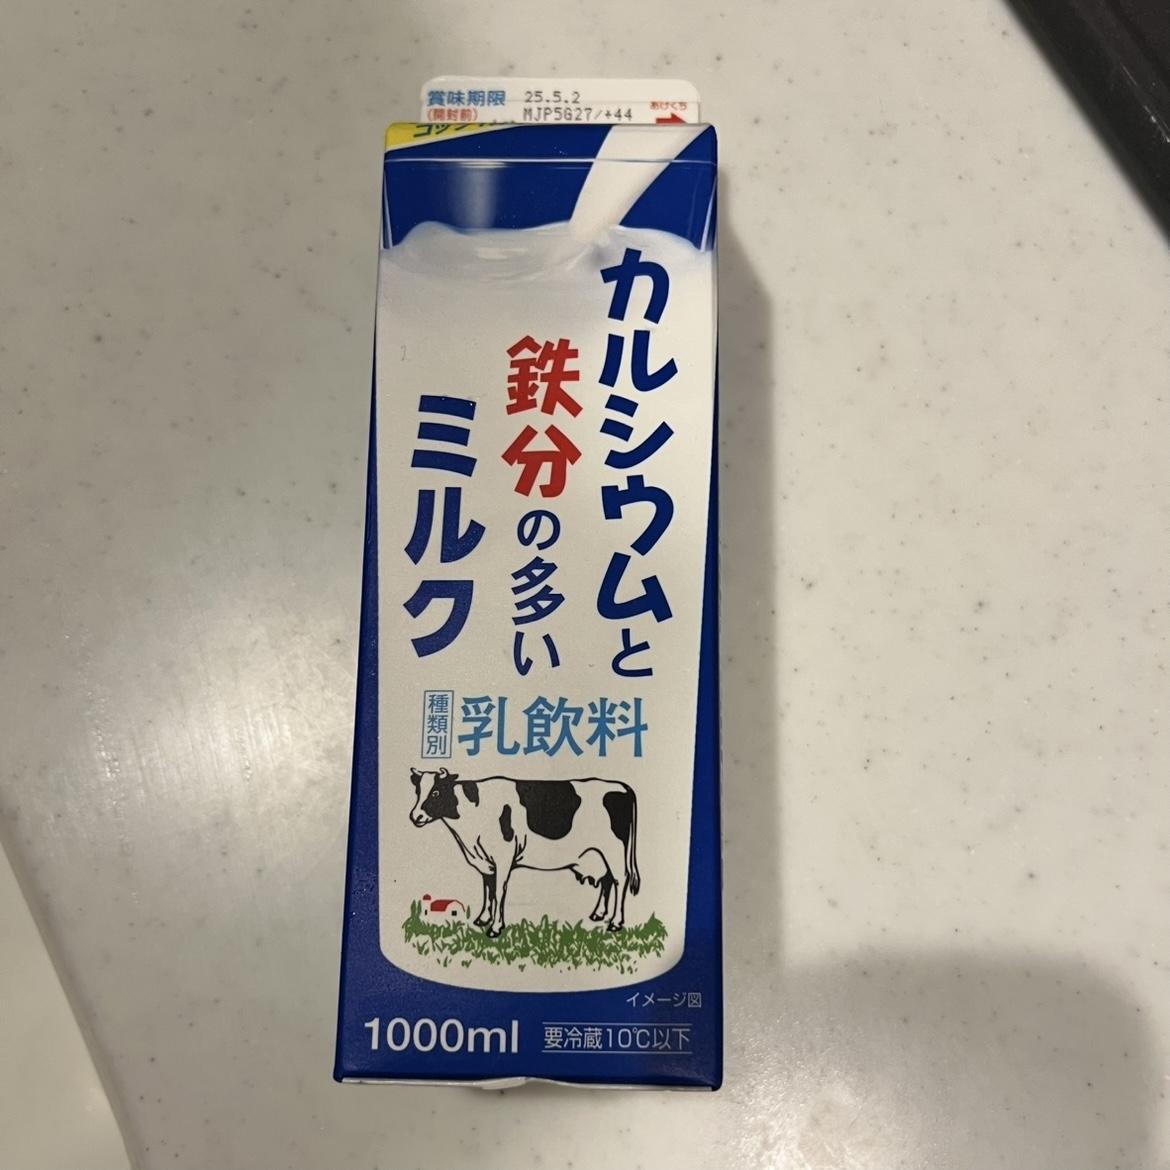 賞味期限 25.5.2
(開封前) MJP5G27/+44
あけくち
カルシウムと
鉄分の多い
ミルク
種類別 乳飲料
イメージ図
1000ml 要冷蔵10℃以下